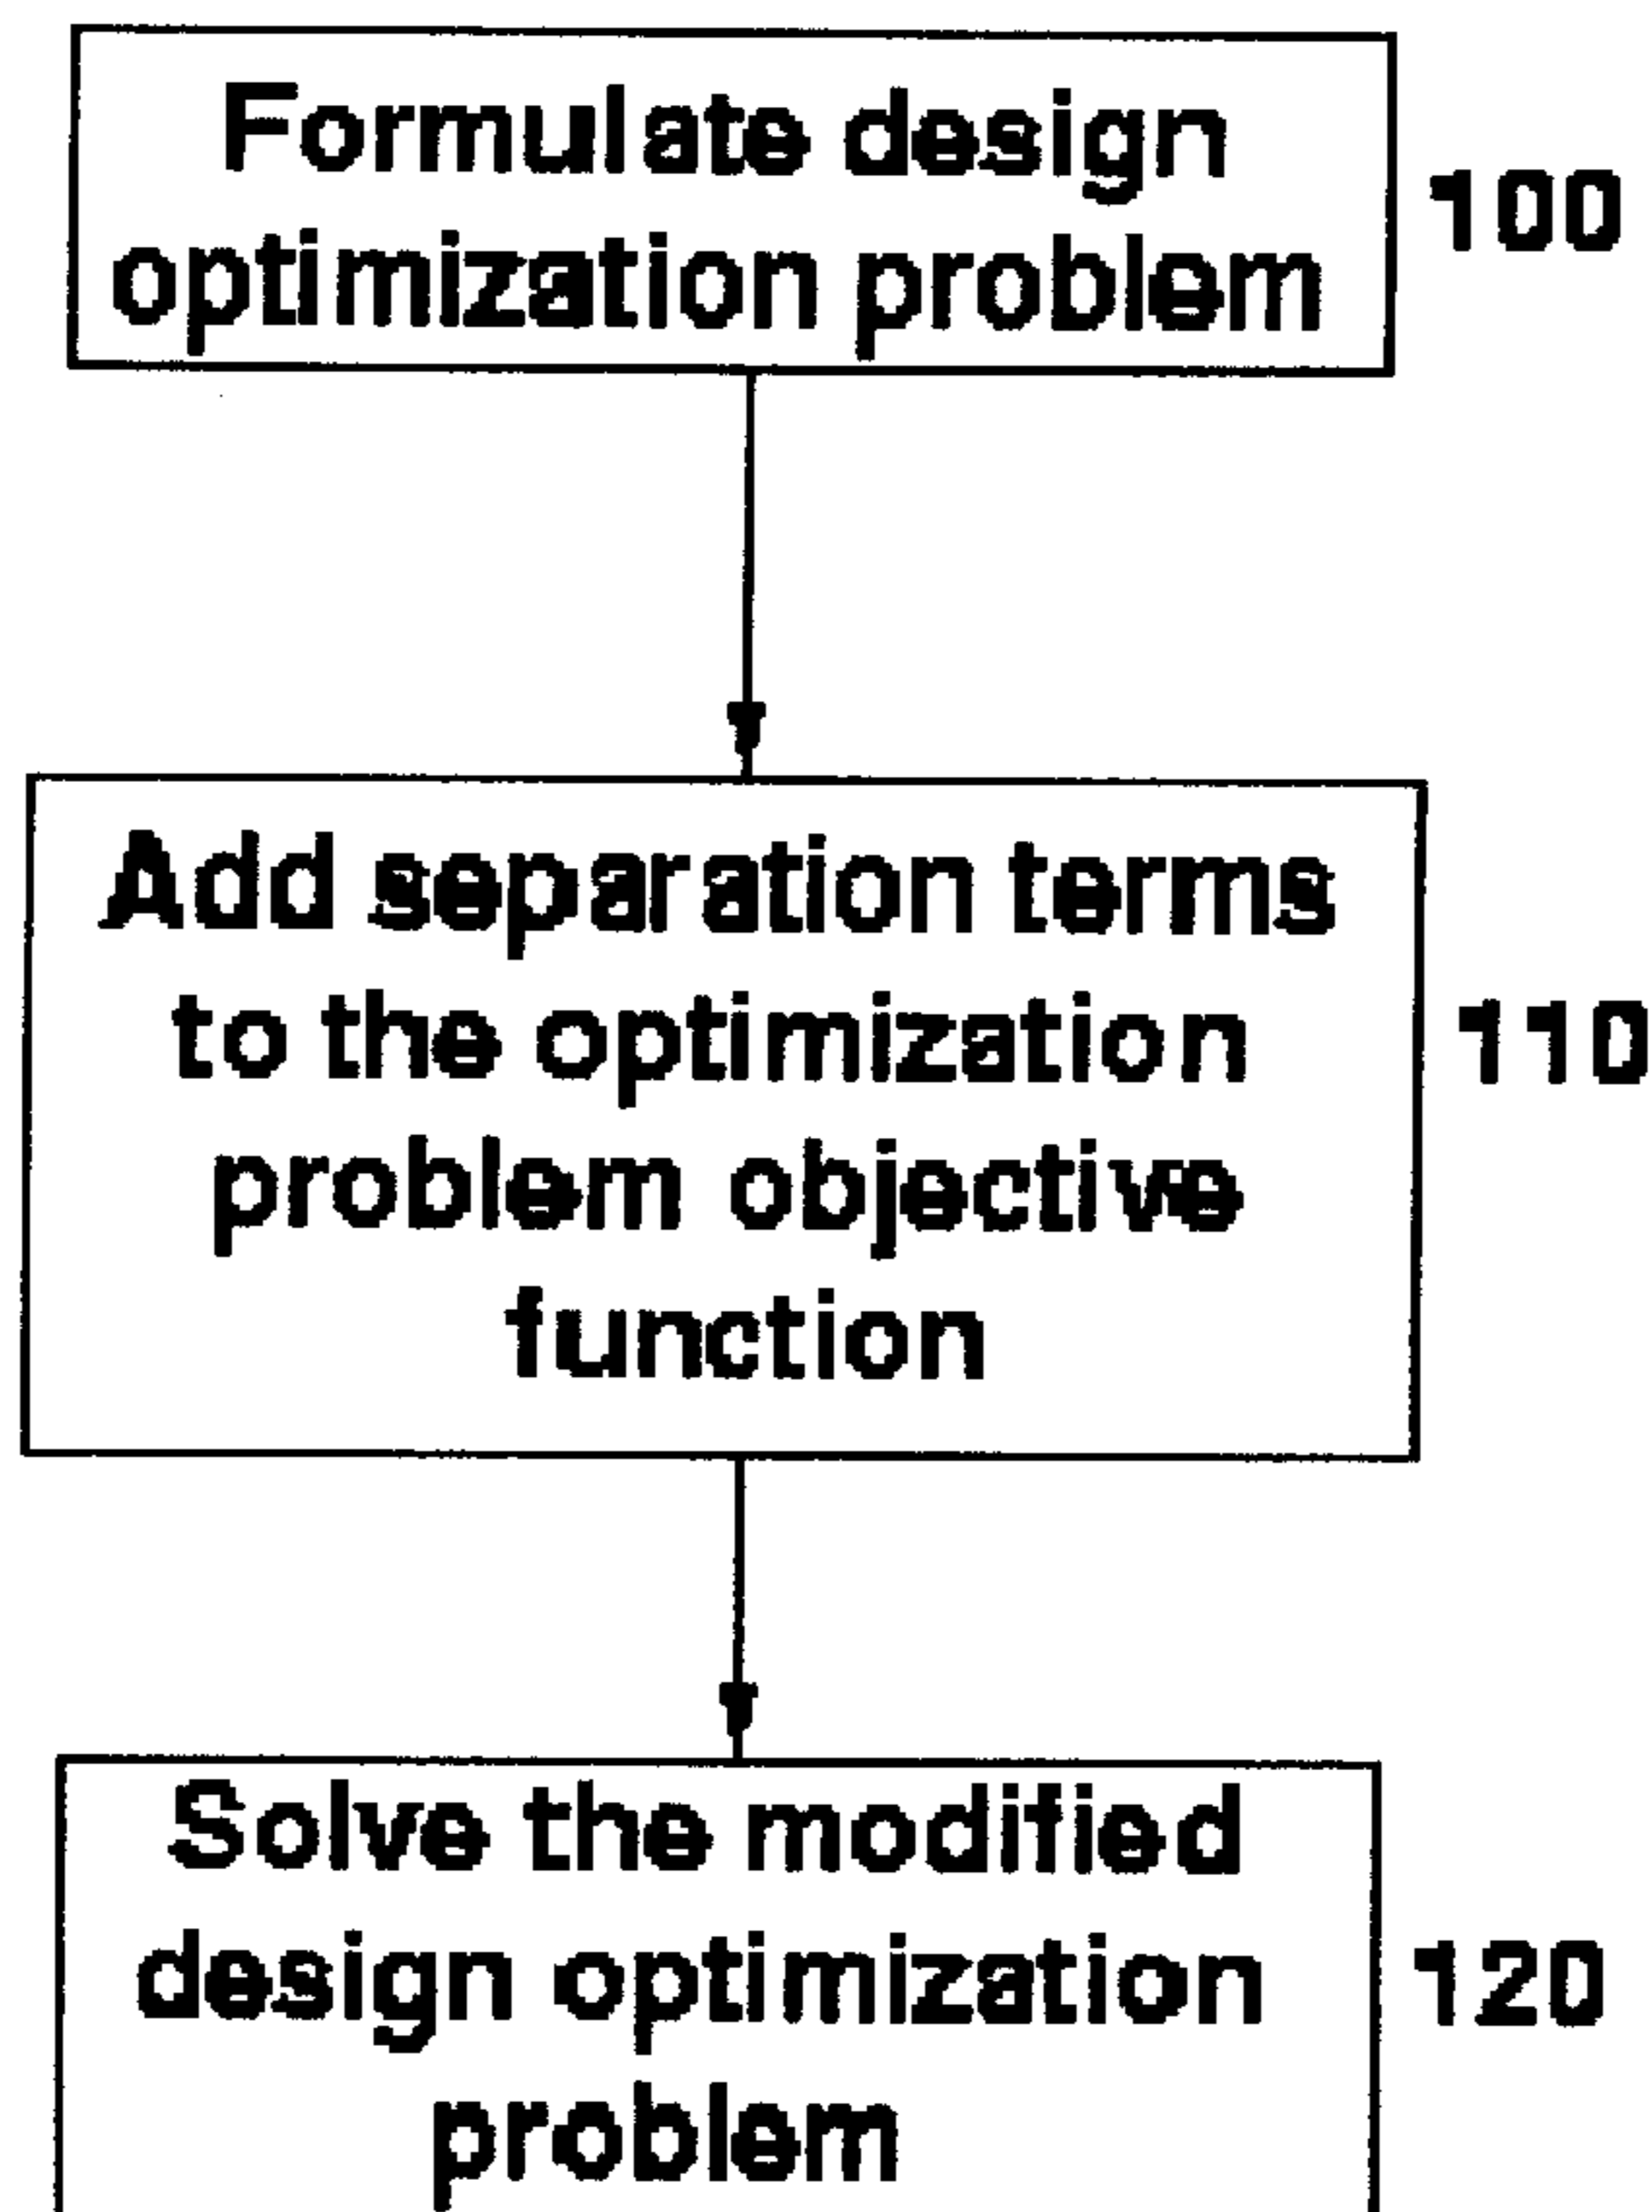 Formulate design
optimization problem
100
Add separation terms
to the optimization
problem objective
function
110
Solve the modified
design optimization
problem
120